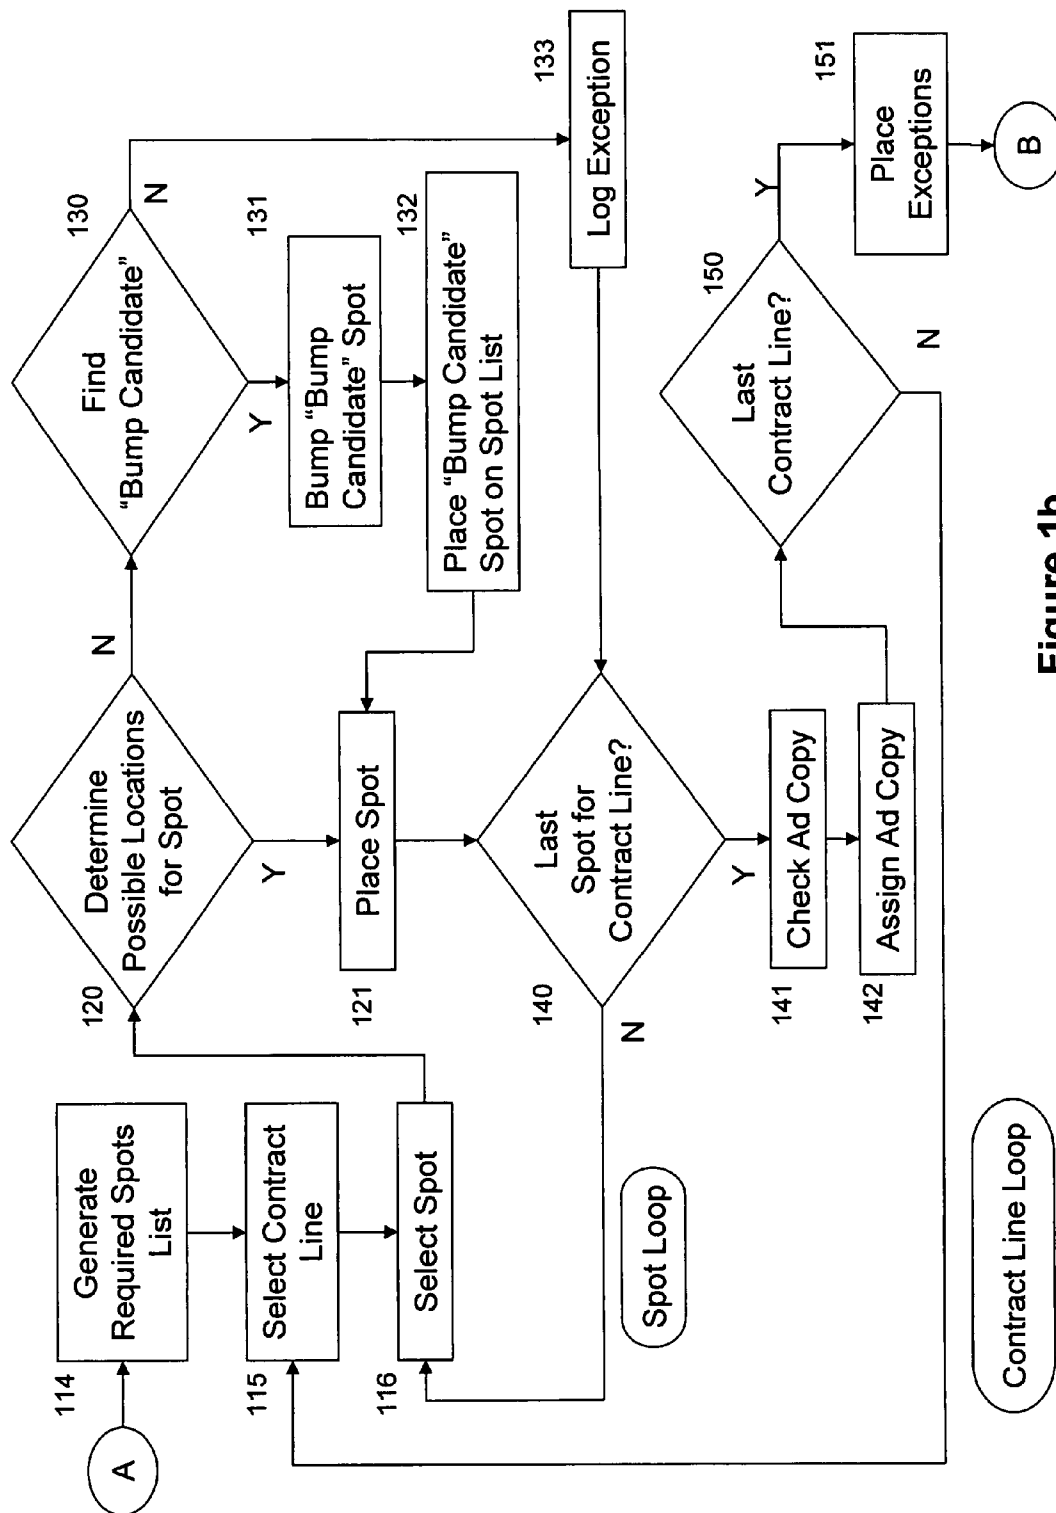 A
114
Generate
Required Spots
List
115
Select Contract
Line
116
Select Spot
120
Determine
Possible Locations
for Spot
N
Y
121
Place Spot
130
Find
“Bump Candidate”
N
Y
131
Bump “Bump
Candidate” Spot
132
Place “Bump Candidate”
Spot on Spot List
133
Log Exception
140
Last
Spot for
Contract Line?
N
Y
Spot Loop
141
Check Ad Copy
142
Assign Ad Copy
150
Last
Contract Line?
Y
N
151
Place
Exceptions
B
Contract Line Loop
Figure 1b